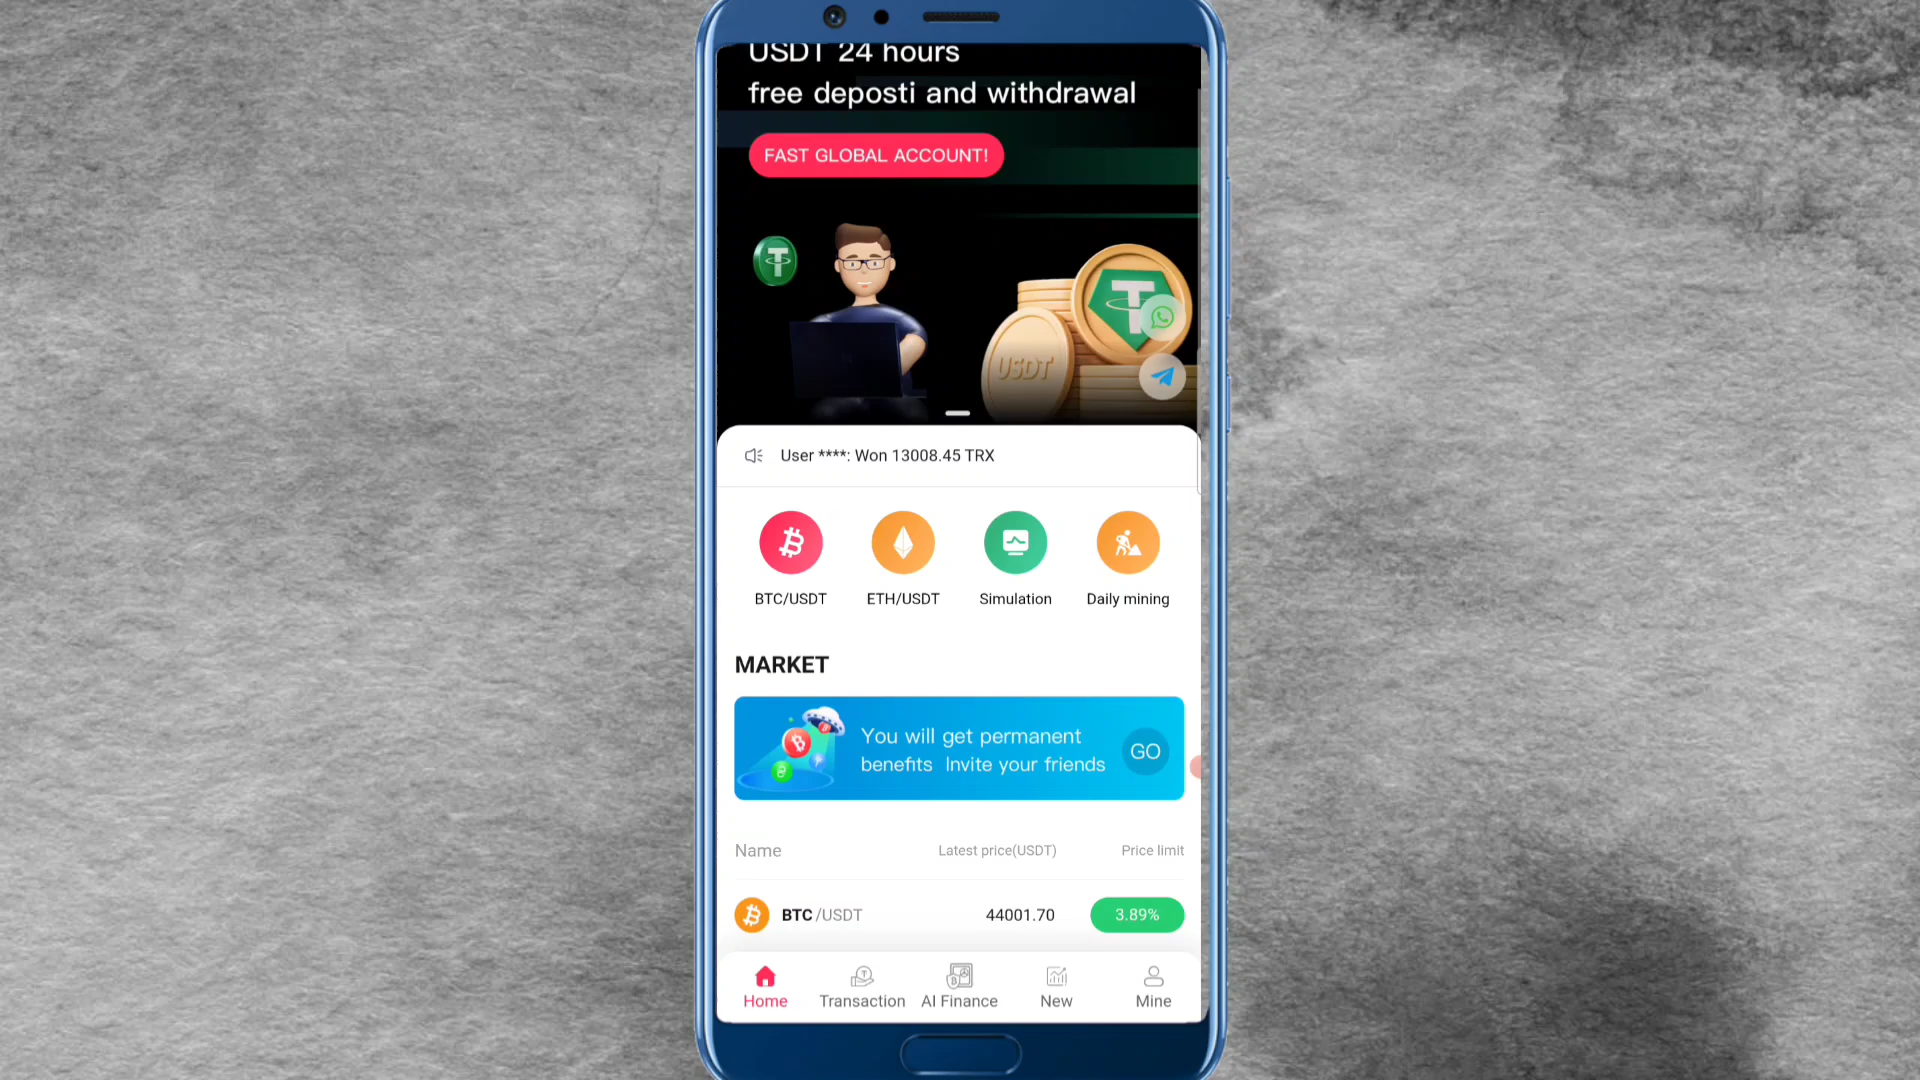 USDT 24 hours
free deposti and withdrawal
FAST GLOBAL ACCOUNT!
USDT
User ****: Won 13008.45 TRX
BTC/USDT ETH/USDT Simulation Daily mining
MARKET
You will get permanent
benefits Invite your friends
GO
Name Latest price(USDT) Price limit
BTC /USDT 44001.70 3.89%
Home Transaction AI Finance New Mine